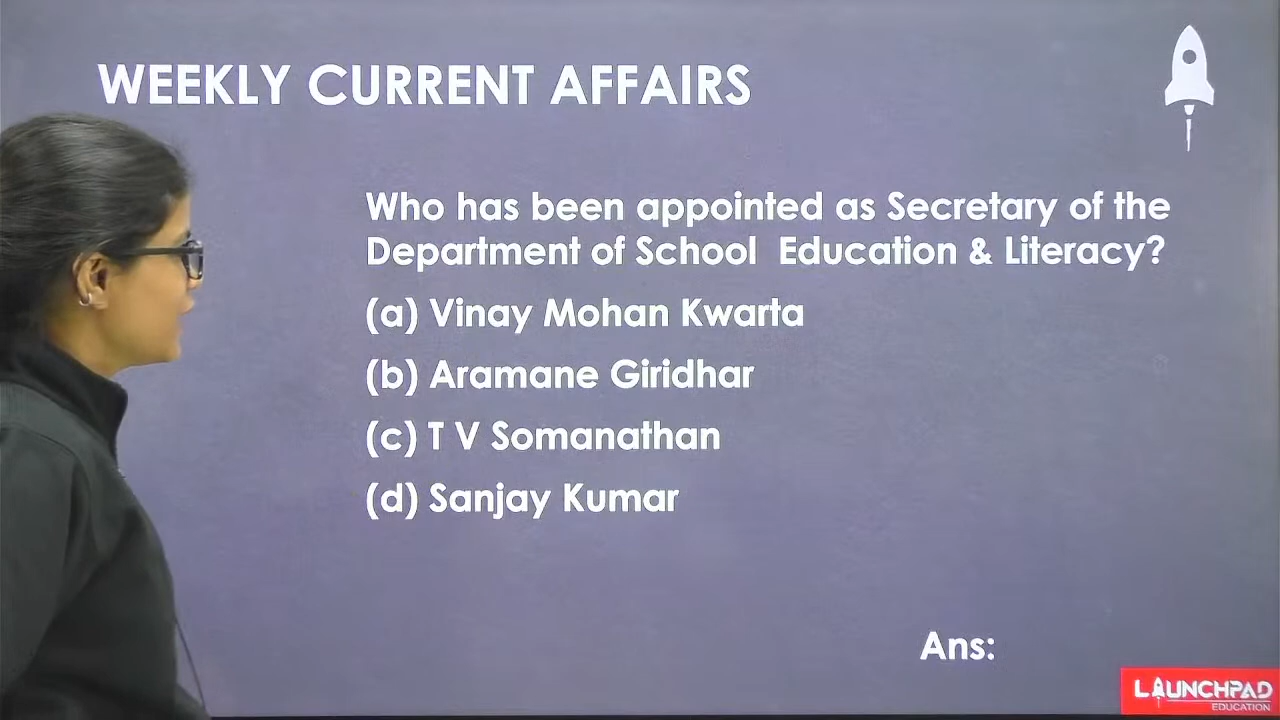 WEEKLY CURRENT AFFAIRS
Who has been appointed as Secretary of the
Department of School Education & Literacy?
(a) Vinay Mohan Kwarta
(b) Aramane Giridhar
(c) T V Somanathan
(d) Sanjay Kumar
Ans:
LAUNCHPAD
EDUCATION